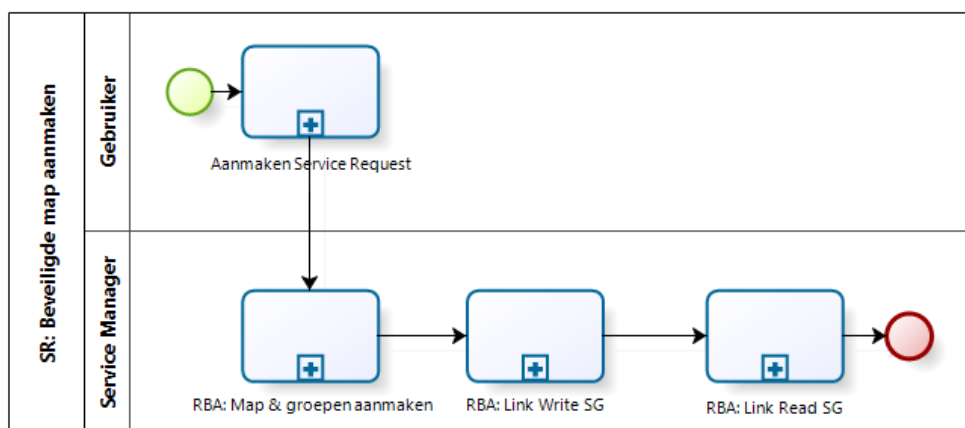 SR: Beveiligde map aanmaken
Gebruiker
Aanmaken Service Request
Service Manager
RBA: Map & groepen aanmaken
RBA: Link Write SG
RBA: Link Read SG